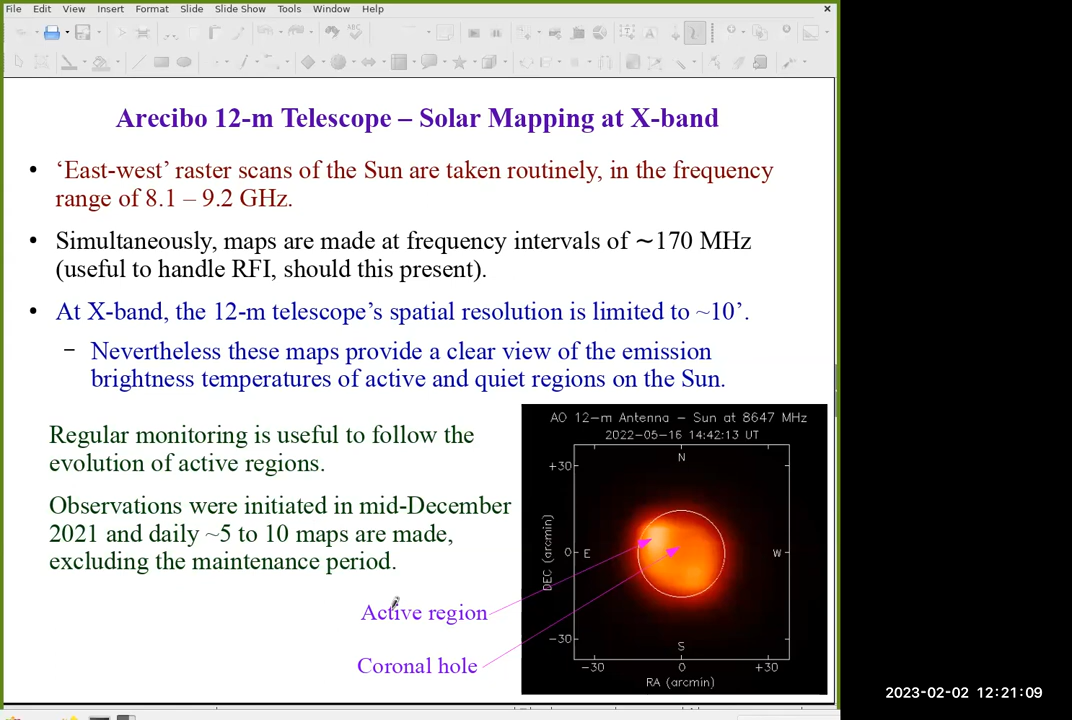 File Edit View Insert Format Slide Slide Show Tools Window Help
Arecibo 12-m Telescope – Solar Mapping at X-band
• ‘East-west’ raster scans of the Sun are taken routinely, in the frequency
range of 8.1 – 9.2 GHz.
• Simultaneously, maps are made at frequency intervals of ∼170 MHz
(useful to handle RFI, should this present).
• At X-band, the 12-m telescope’s spatial resolution is limited to ~10’.
– Nevertheless these maps provide a clear view of the emission
brightness temperatures of active and quiet regions on the Sun.
Regular monitoring is useful to follow the
evolution of active regions.
Observations were initiated in mid-December
2021 and daily ~5 to 10 maps are made,
excluding the maintenance period.
Active region
Coronal hole
AO 12-m Antenna - Sun at 8647 MHz
2022-05-16 14:42:13 UT
N
+30
DEC (arcmin)
0
E
W
-30
S
-30 0 +30
RA (arcmin)
2023-02-02 12:21:09